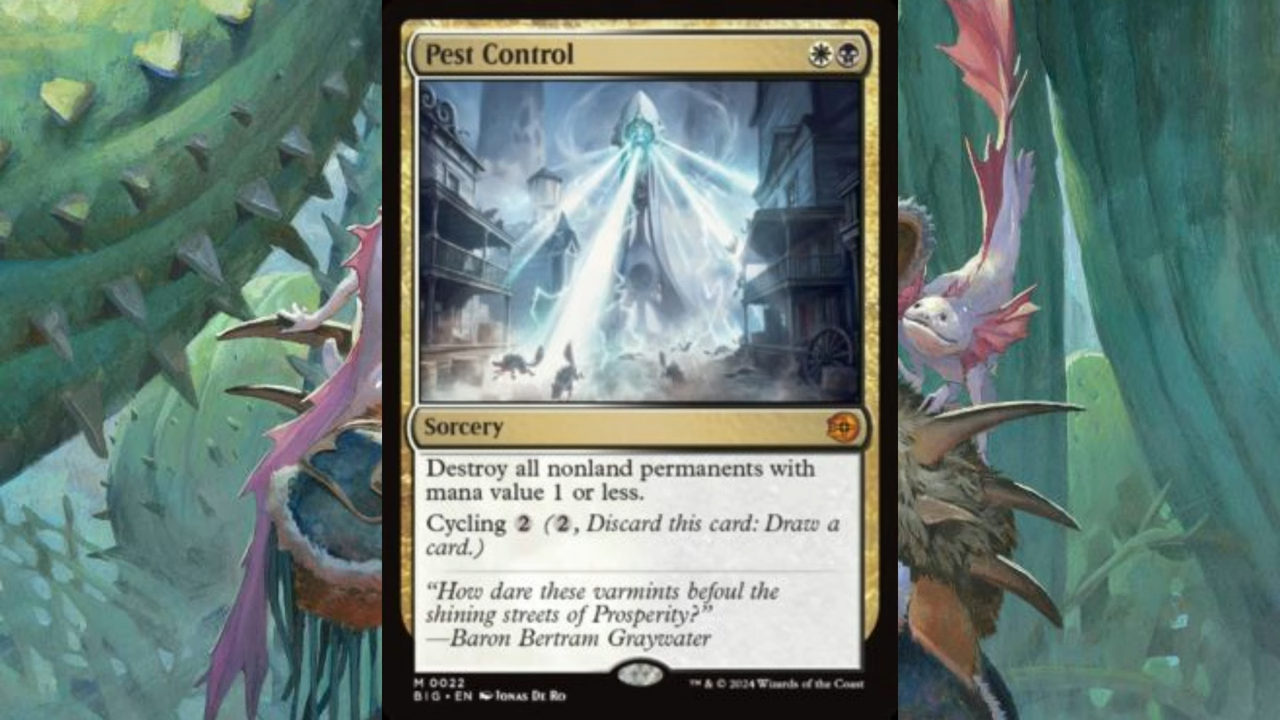 Pest Control
Sorcery
Destroy all nonland permanents with
mana value 1 or less.
Cycling 2 (2, Discard this card: Draw a
card.)
“How dare these varmints befoul the
shining streets of Prosperity?”
—Baron Bertram Graywater
M 0022
BIG • EN Jonas De Ro
™ & © 2024 Wizards of the Coast